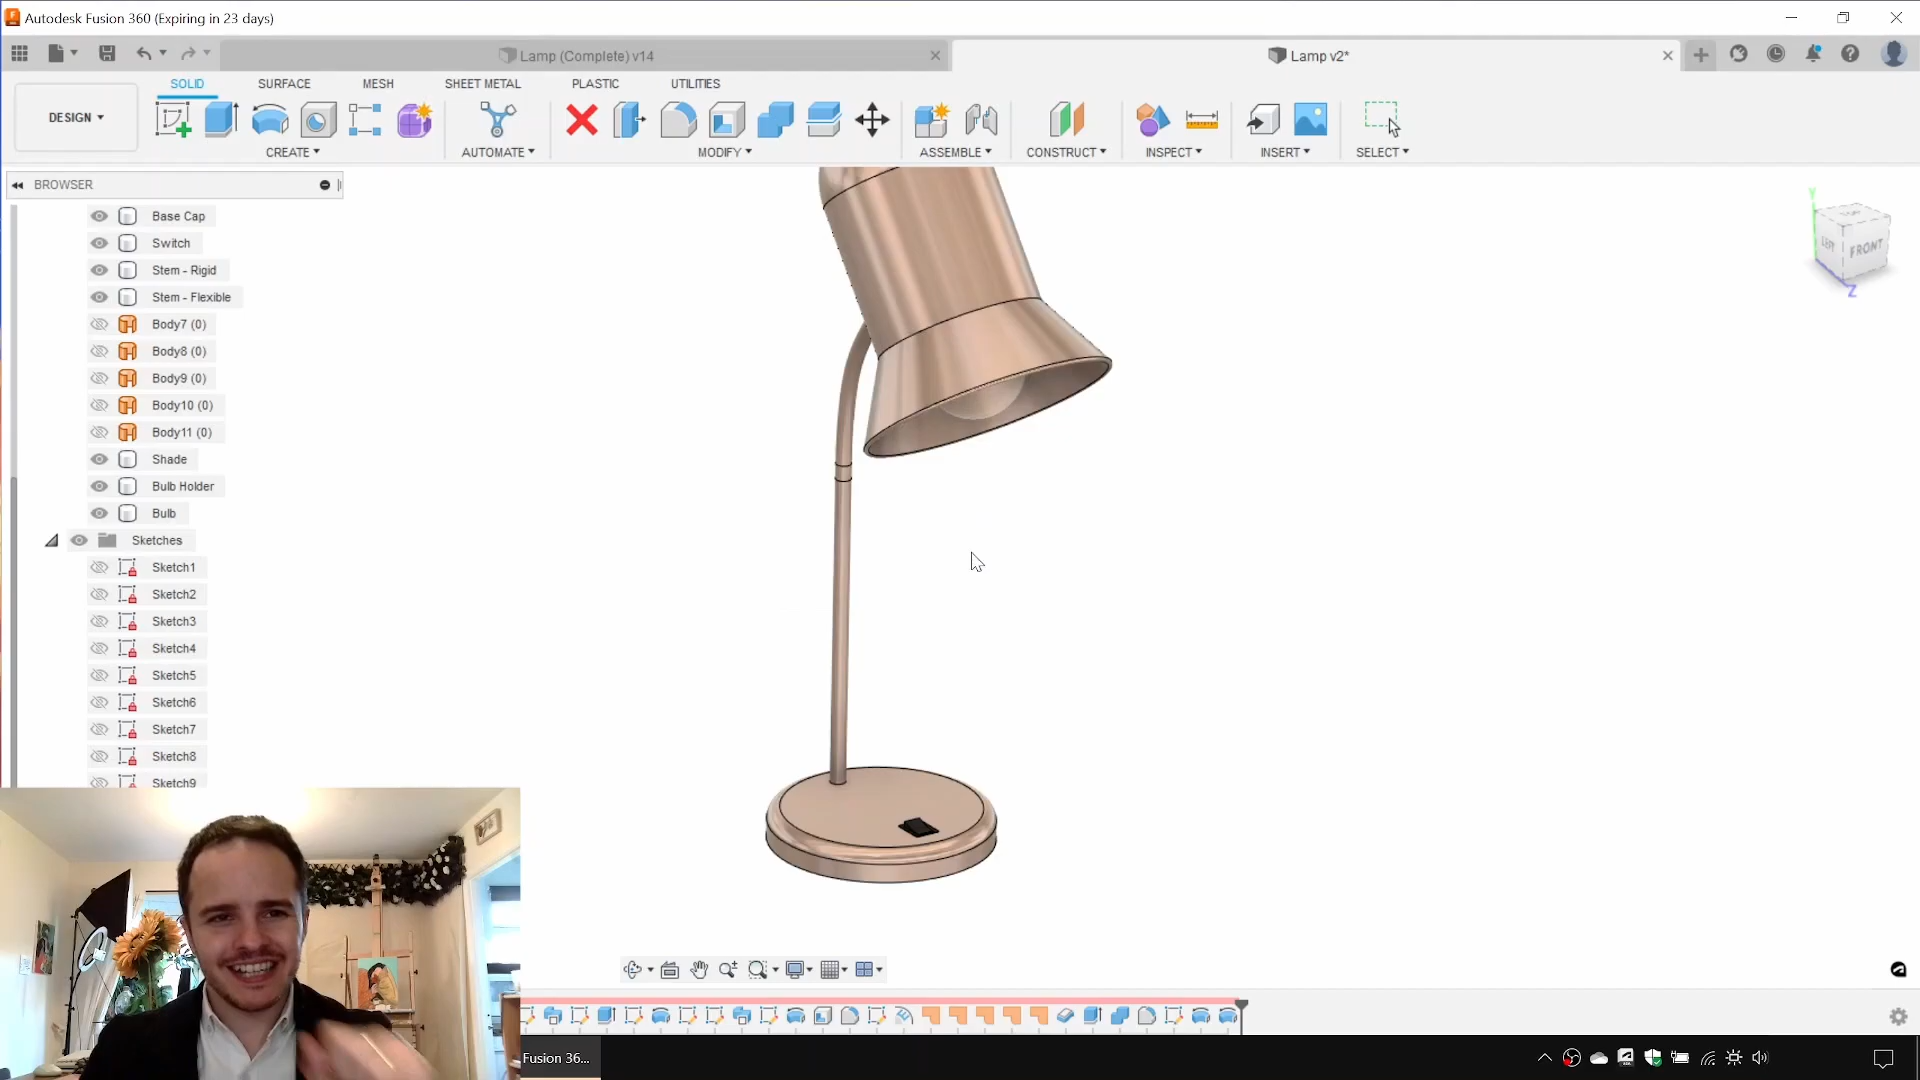 Autodesk Fusion 360 (Expiring in 23 days)
Lamp (Complete) v14
Lamp v2*
SOLID
SURFACE
MESH
SHEET METAL
PLASTIC
UTILITIES
DESIGN
CREATE
AUTOMATE
MODIFY
ASSEMBLE
CONSTRUCT
INSPECT
INSERT
SELECT
BROWSER
Base Cap
Switch
Stem - Rigid
Stem - Flexible
Body7 (0)
Body8 (0)
Body9 (0)
Body10 (0)
Body11 (0)
Shade
Bulb Holder
Bulb
Sketches
Sketch1
Sketch2
Sketch3
Sketch4
Sketch5
Sketch6
Sketch7
Sketch8
Sketch9
Y
TOP
LEFT
FRONT
Z
Fusion 36...